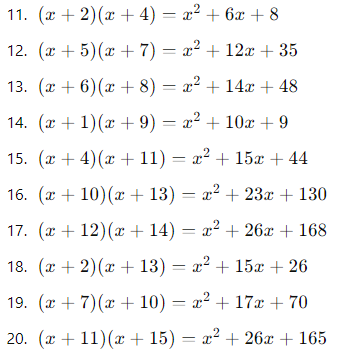 11. (x + 2)(x + 4) = x² + 6x + 8
12. (x + 5)(x + 7) = x² + 12x + 35
13. (x + 6)(x + 8) = x² + 14x + 48
14. (x + 1)(x + 9) = x² + 10x + 9
15. (x + 4)(x + 11) = x² + 15x + 44
16. (x + 10)(x + 13) = x² + 23x + 130
17. (x + 12)(x + 14) = x² + 26x + 168
18. (x + 2)(x + 13) = x² + 15x + 26
19. (x + 7)(x + 10) = x² + 17x + 70
20. (x + 11)(x + 15) = x² + 26x + 165